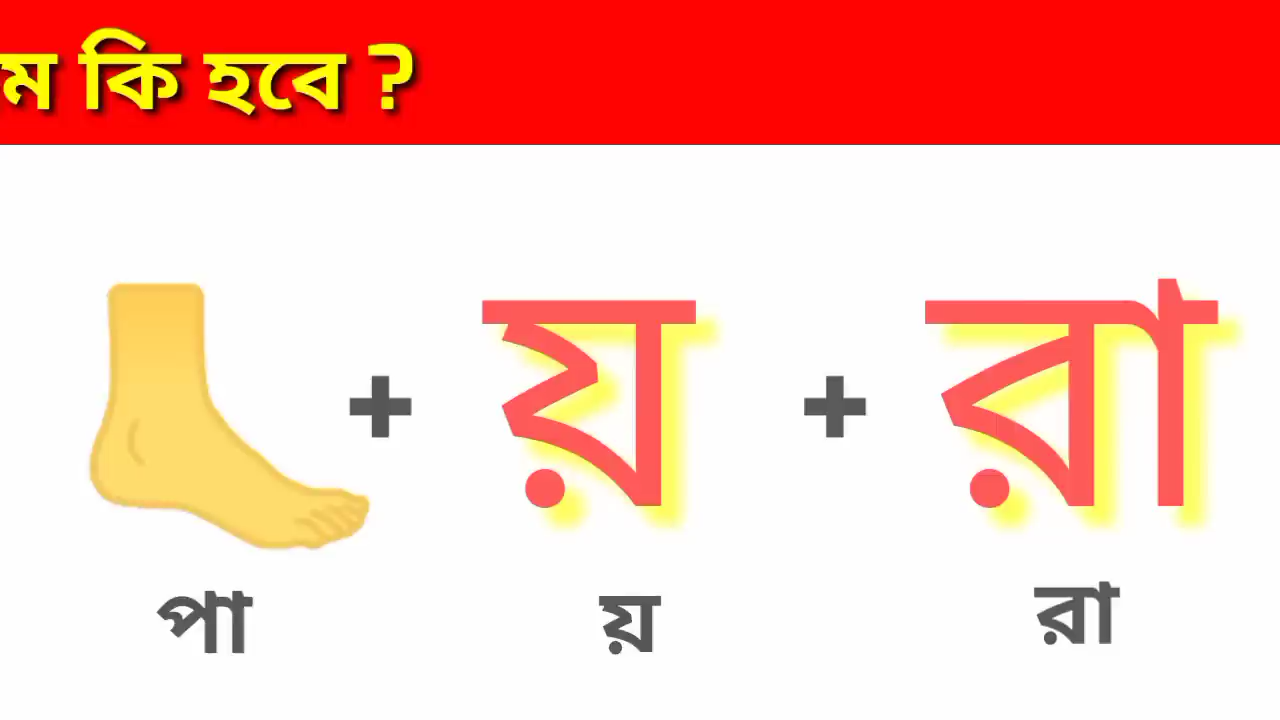 ম কি হবে ?
+ য় + রা
পা য় রা